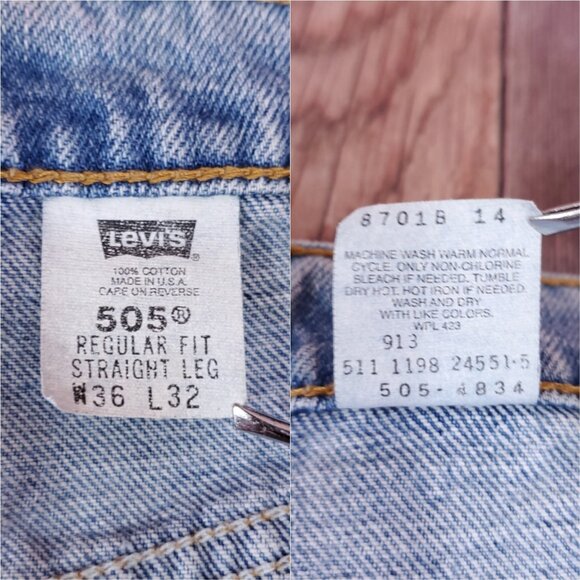 LEVI'S®
100% COTTON
MADE IN U.S.A.
CARE ON REVERSE
505®
REGULAR FIT
STRAIGHT LEG
W36 L32
8701B 14
MACHINE WASH WARM NORMAL
CYCLE. ONLY NON-CHLORINE
BLEACH IF NEEDED. TUMBLE
DRY HOT. HOT IRON IF NEEDED.
WASH AND DRY
WITH LIKE COLORS.
WPL 423
913
511 1198 24551-5
505-4834